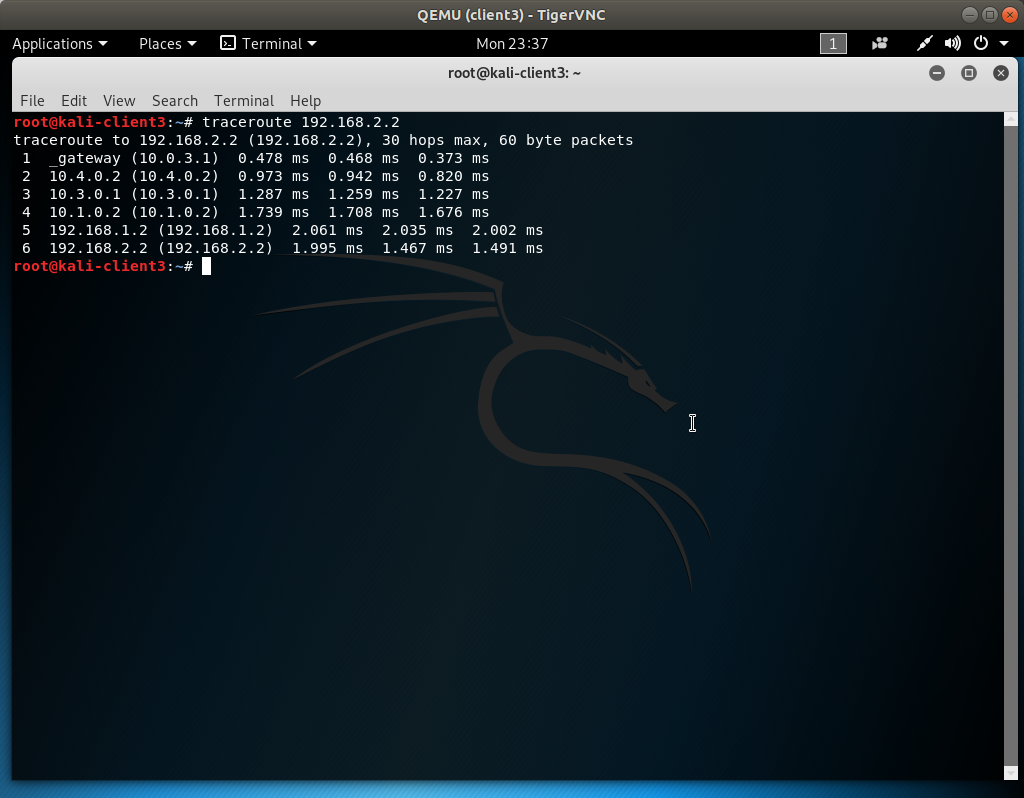 QEMU (client3) - TigerVNC
Applications Places Terminal Mon 23:37 1
root@kali-client3: ~
File Edit View Search Terminal Help
root@kali-client3:~# traceroute 192.168.2.2
traceroute to 192.168.2.2 (192.168.2.2), 30 hops max, 60 byte packets
 1  _gateway (10.0.3.1)  0.478 ms  0.468 ms  0.373 ms
 2  10.4.0.2 (10.4.0.2)  0.973 ms  0.942 ms  0.820 ms
 3  10.3.0.1 (10.3.0.1)  1.287 ms  1.259 ms  1.227 ms
 4  10.1.0.2 (10.1.0.2)  1.739 ms  1.708 ms  1.676 ms
 5  192.168.1.2 (192.168.1.2)  2.061 ms  2.035 ms  2.002 ms
 6  192.168.2.2 (192.168.2.2)  1.995 ms  1.467 ms  1.491 ms
root@kali-client3:~#